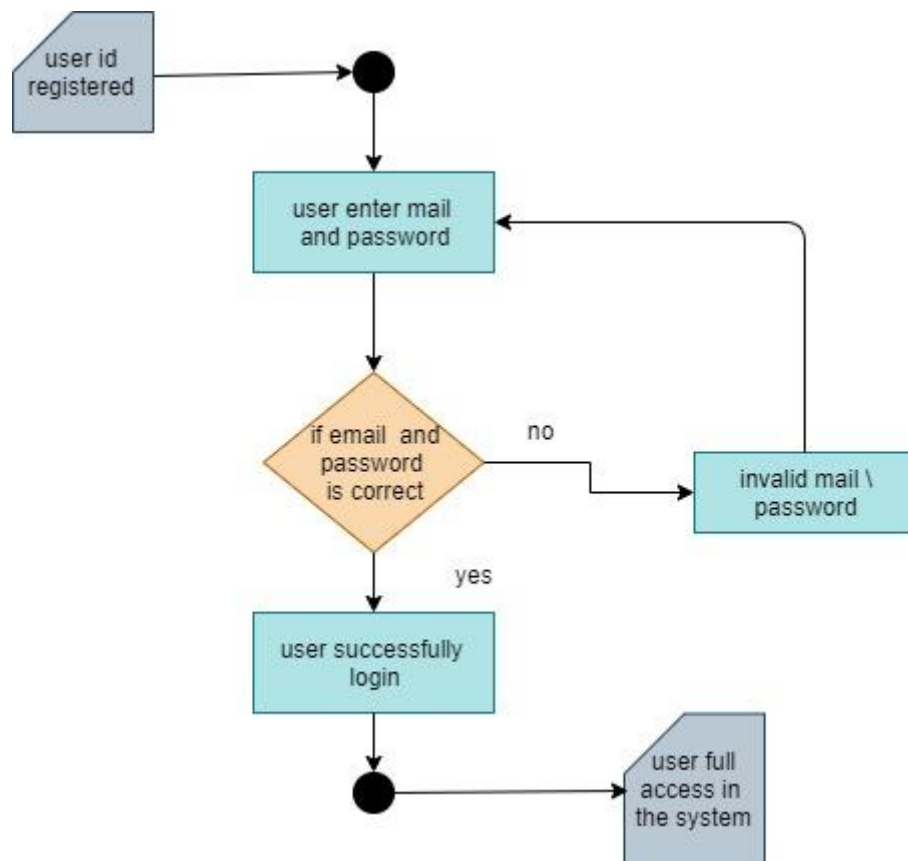 user id
registered
user enter mail
and password
if email and
password
is correct
no
invalid mail \
password
yes
user successfully
login
user full
access in
the system